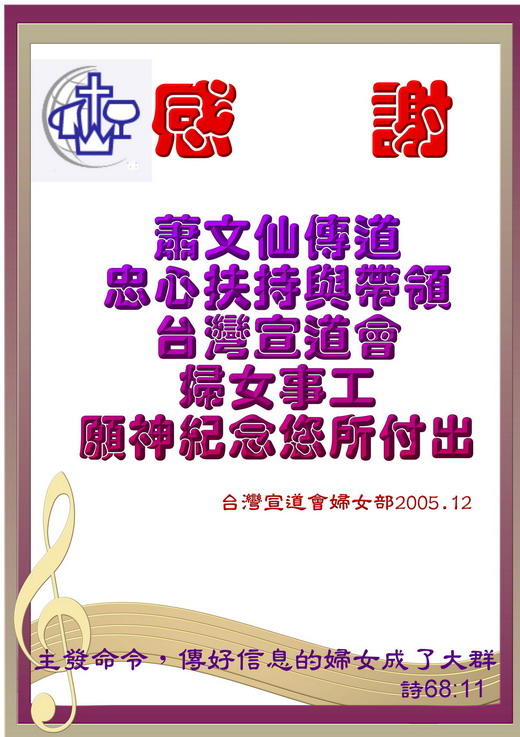 感 謝
蕭文仙傳道
忠心扶持與帶領
台灣宣道會
婦女事工
願神紀念您所付出
台灣宣道會婦女部2005.12
主發命令，傳好信息的婦女成了大群
詩68:11